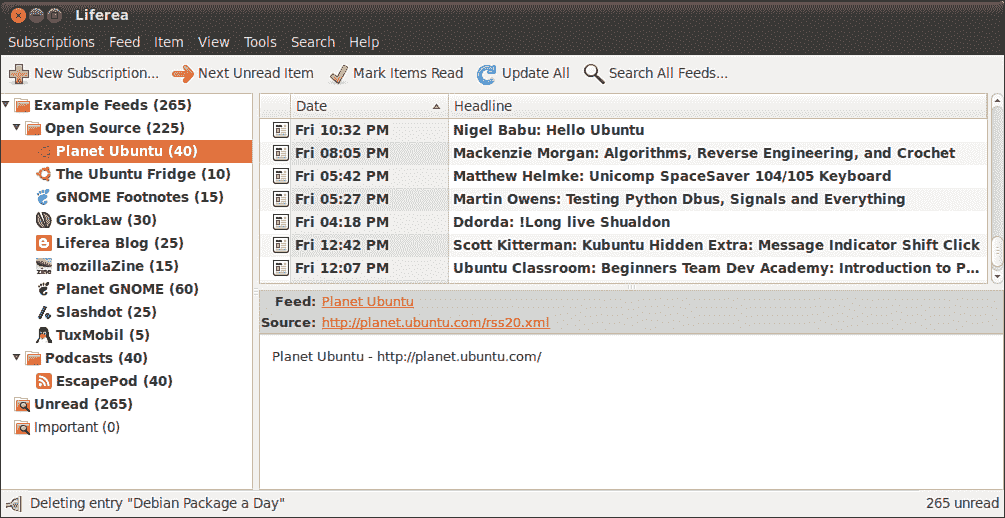 Liferea
Subscriptions Feed Item View Tools Search Help
New Subscription... Next Unread Item Mark Items Read Update All Search All Feeds...
Example Feeds (265)
Open Source (225)
Planet Ubuntu (40)
The Ubuntu Fridge (10)
GNOME Footnotes (15)
GrokLaw (30)
Liferea Blog (25)
mozillaZine (15)
Planet GNOME (60)
Slashdot (25)
TuxMobil (5)
Podcasts (40)
EscapePod (40)
Unread (265)
Important (0)
Date Headline
Fri 10:32 PM Nigel Babu: Hello Ubuntu
Fri 08:05 PM Mackenzie Morgan: Algorithms, Reverse Engineering, and Crochet
Fri 05:42 PM Matthew Helmke: Unicomp SpaceSaver 104/105 Keyboard
Fri 05:27 PM Martin Owens: Testing Python Dbus, Signals and Everything
Fri 04:18 PM Ddorda: !Long live Shualdon
Fri 12:42 PM Scott Kitterman: Kubuntu Hidden Extra: Message Indicator Shift Click
Fri 12:07 PM Ubuntu Classroom: Beginners Team Dev Academy: Introduction to P...
Feed: Planet Ubuntu
Source: http://planet.ubuntu.com/rss20.xml
Planet Ubuntu - http://planet.ubuntu.com/
Deleting entry "Debian Package a Day" 265 unread